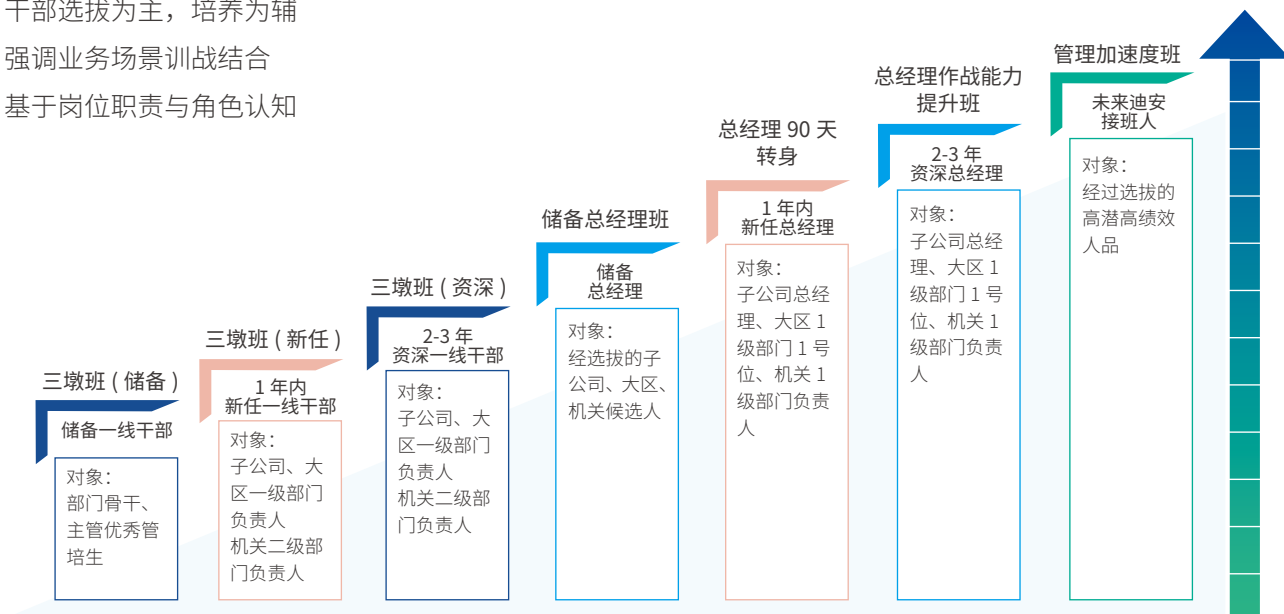 干部选拔为主，培养为辅
强调业务场景训战结合
基于岗位职责与角色认知
三墩班 ( 储备 )
储备一线干部
对象：
部门骨干、
主管优秀管
培生
三墩班 ( 新任 )
1 年内
新任一线干部
对象：
子公司、大
区一级部门
负责人
机关二级部
门负责人
三墩班 ( 资深 )
2-3 年
资深一线干部
对象：
子公司、大
区一级部门
负责人
机关二级部
门负责人
储备总经理班
储备
总经理
对象：
经选拔的子
公司、大区、
机关候选人
总经理 90 天
转身
1 年内
新任总经理
对象：
子公司总经
理、大区 1
级部门 1 号
位、机关 1
级部门负责
人
总经理作战能力
提升班
2-3 年
资深总经理
对象：
子公司总经
理、大区 1
级部门 1 号
位、机关 1
级部门负责
人
管理加速度班
未来迪安
接班人
对象：
经过选拔的
高潜高绩效
人品